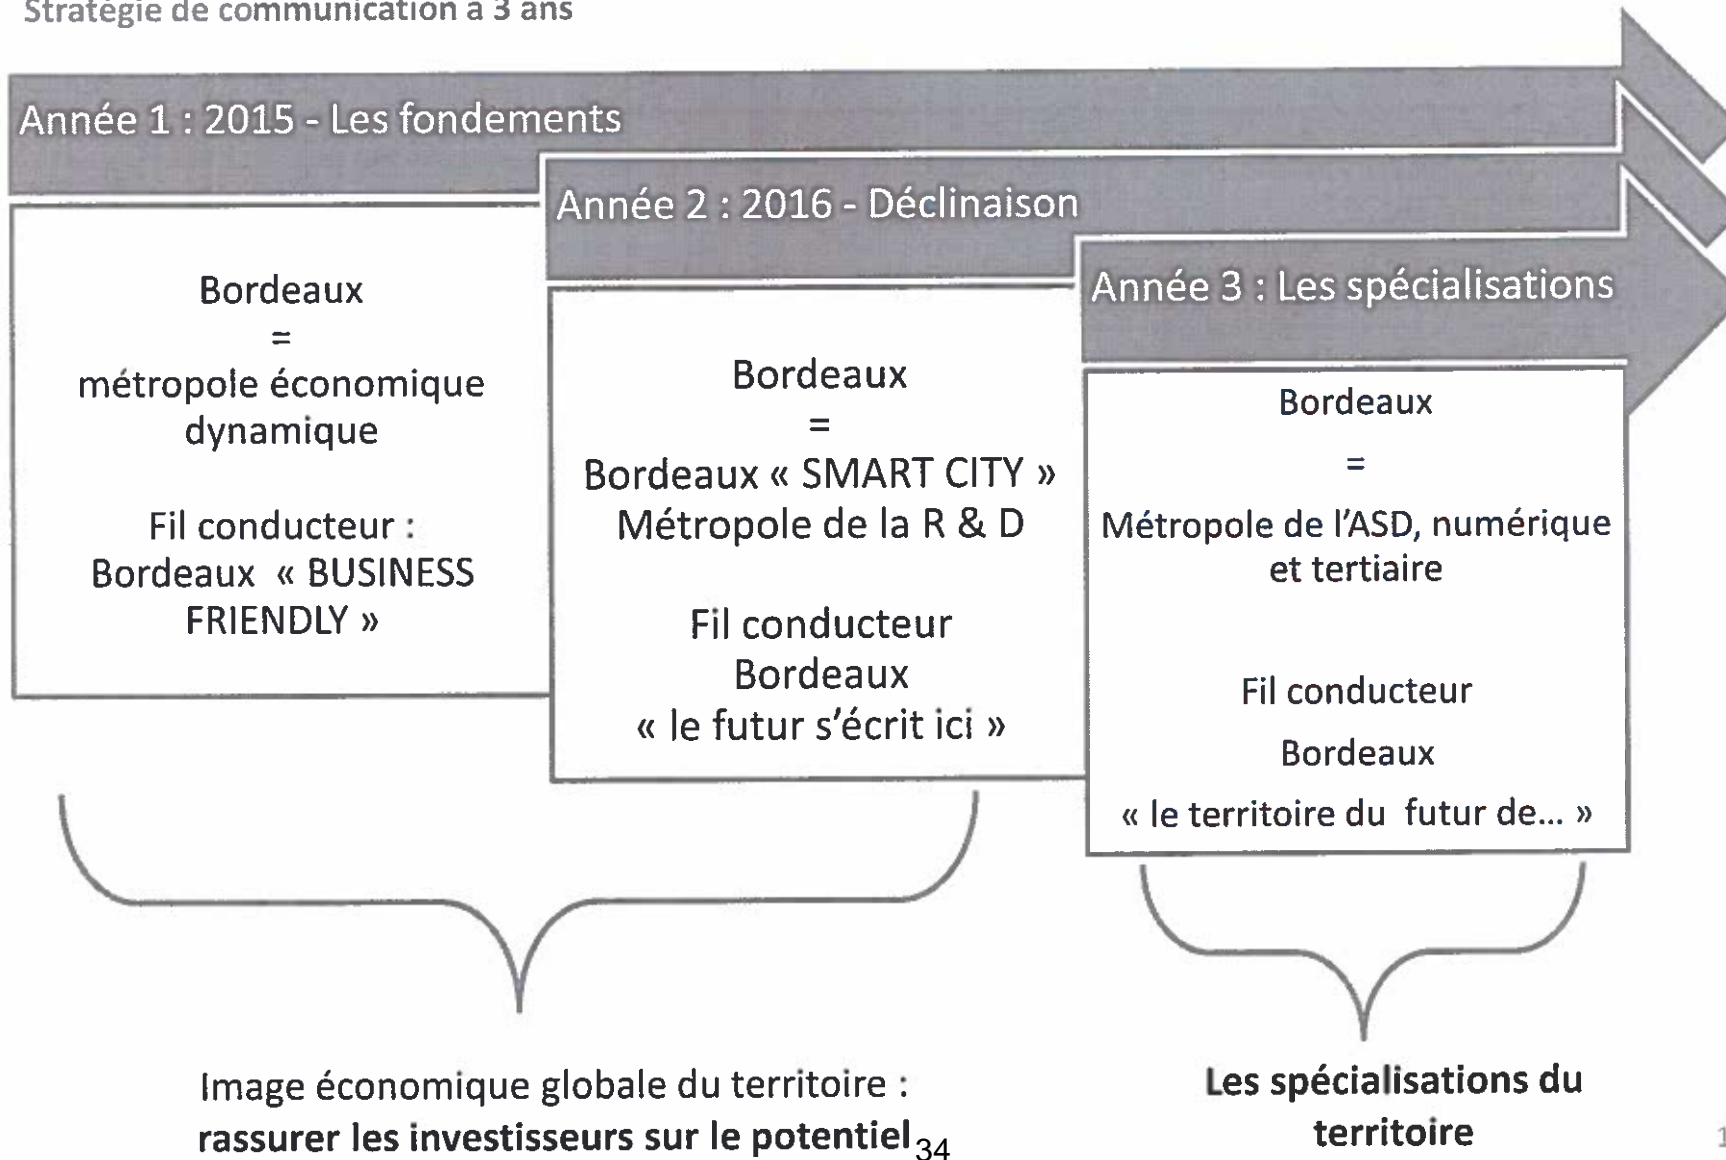 Stratégie de communication à 3 ans
Année 1 : 2015 - Les fondements
Bordeaux
=
métropole économique
dynamique
Fil conducteur :
Bordeaux « BUSINESS
FRIENDLY »
Année 2 : 2016 - Déclinaison
Bordeaux
=
Bordeaux « SMART CITY »
Métropole de la R & D
Fil conducteur
Bordeaux
« le futur s’écrit ici »
Année 3 : Les spécialisations
Bordeaux
=
Métropole de l’ASD, numérique
et tertiaire
Fil conducteur
Bordeaux
« le territoire du futur de... »
Image économique globale du territoire :
rassurer les investisseurs sur le potentiel
Les spécialisations du
territoire
34
1